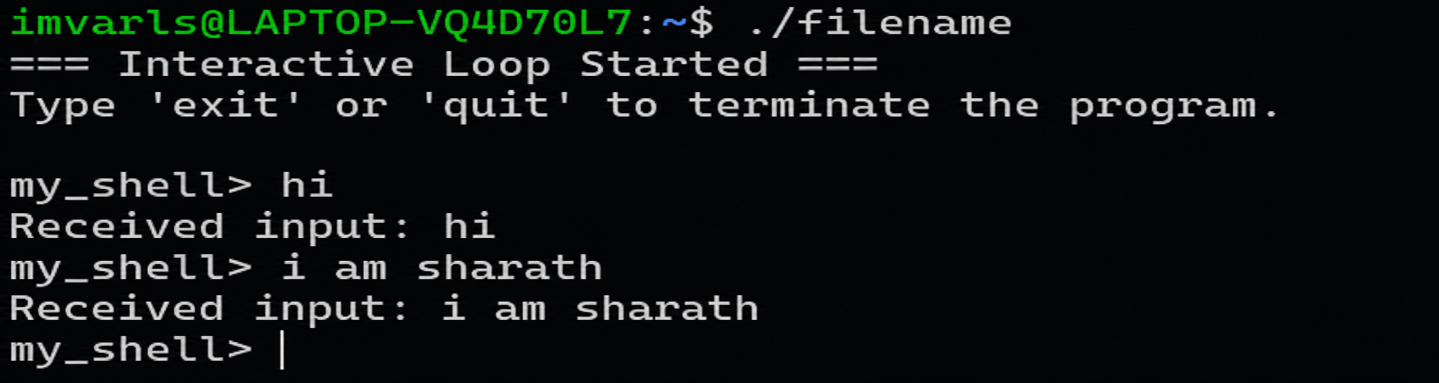 imvarls@LAPTOP-VQ4D70L7:~$ ./filename
=== Interactive Loop Started ===
Type 'exit' or 'quit' to terminate the program.
my_shell> hi
Received input: hi
my_shell> i am sharath
Received input: i am sharath
my_shell>